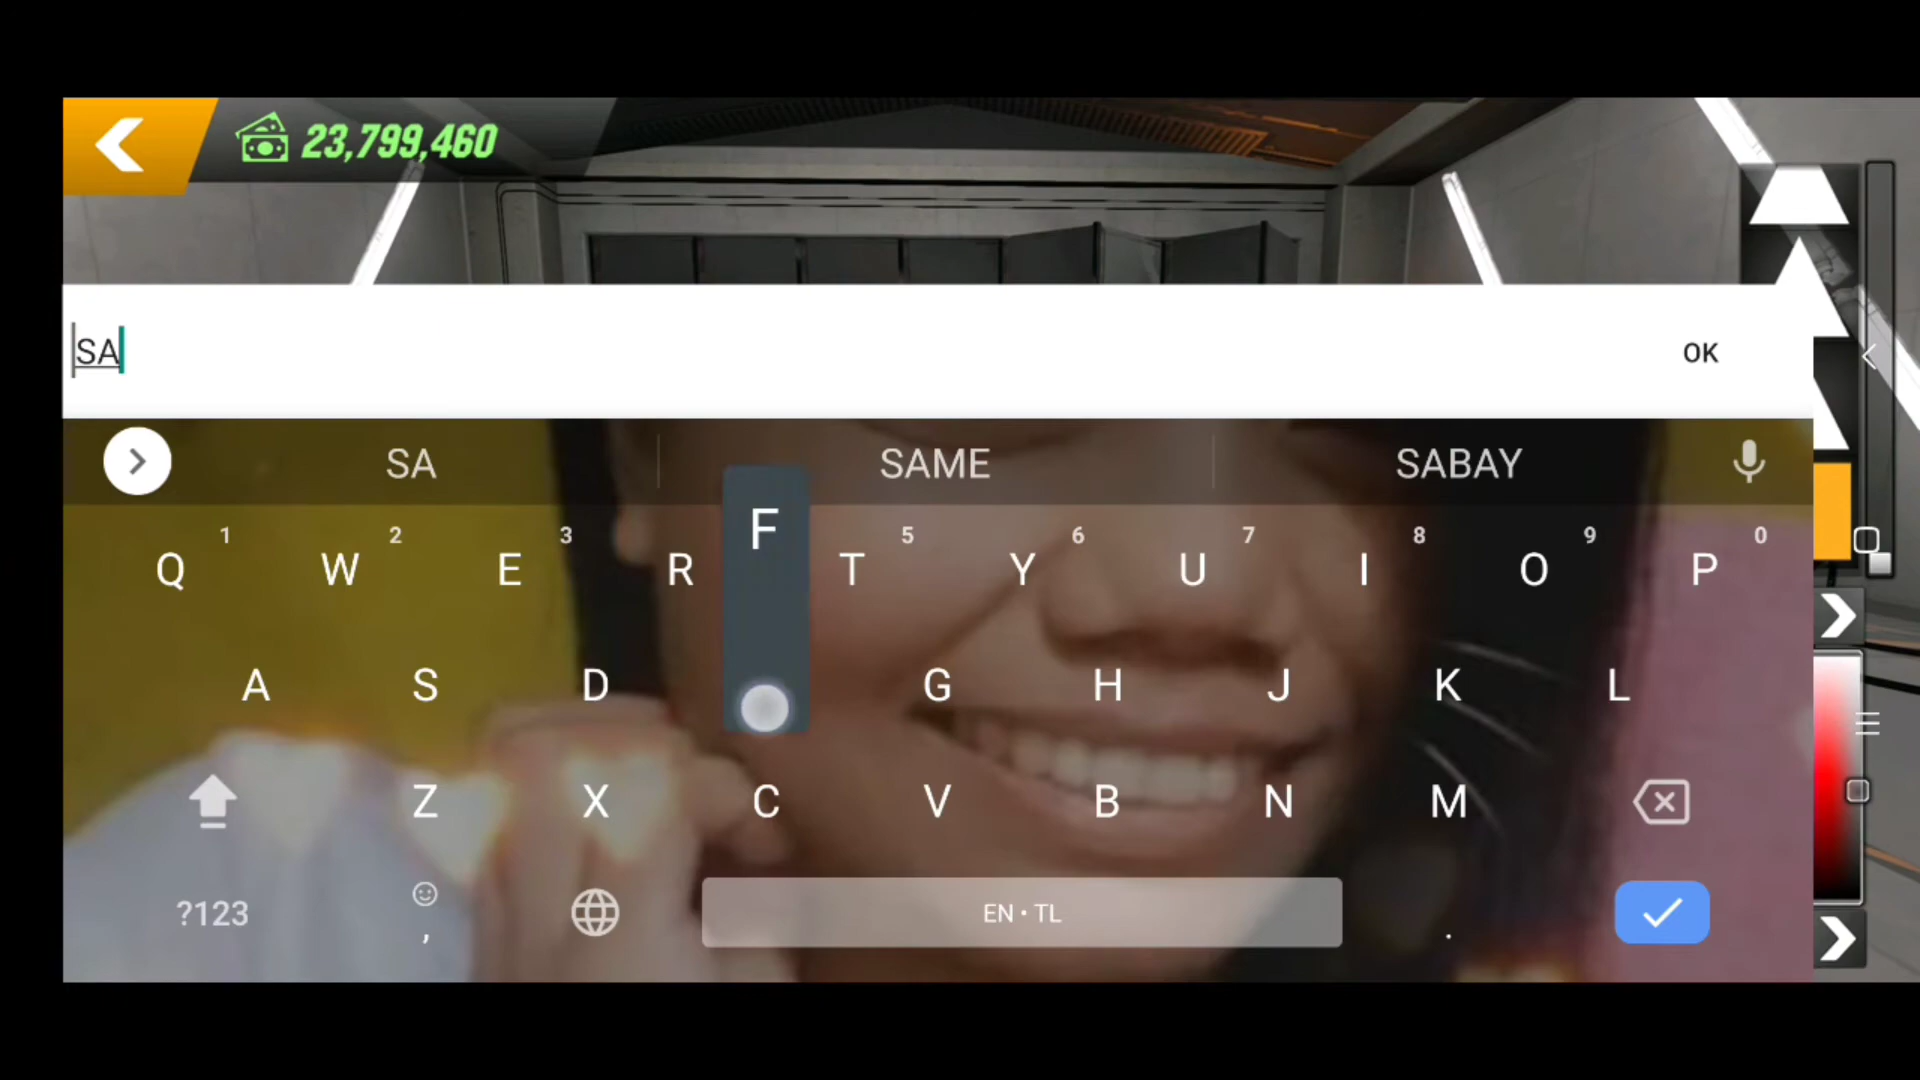 23,799,460
SA
OK
SA SAME SABAY
F
1 2 3 5 6 7 8 9 0
Q W E R T Y U I O P
A S D G H J K L
Z X C V B N M
?123 , EN • TL .